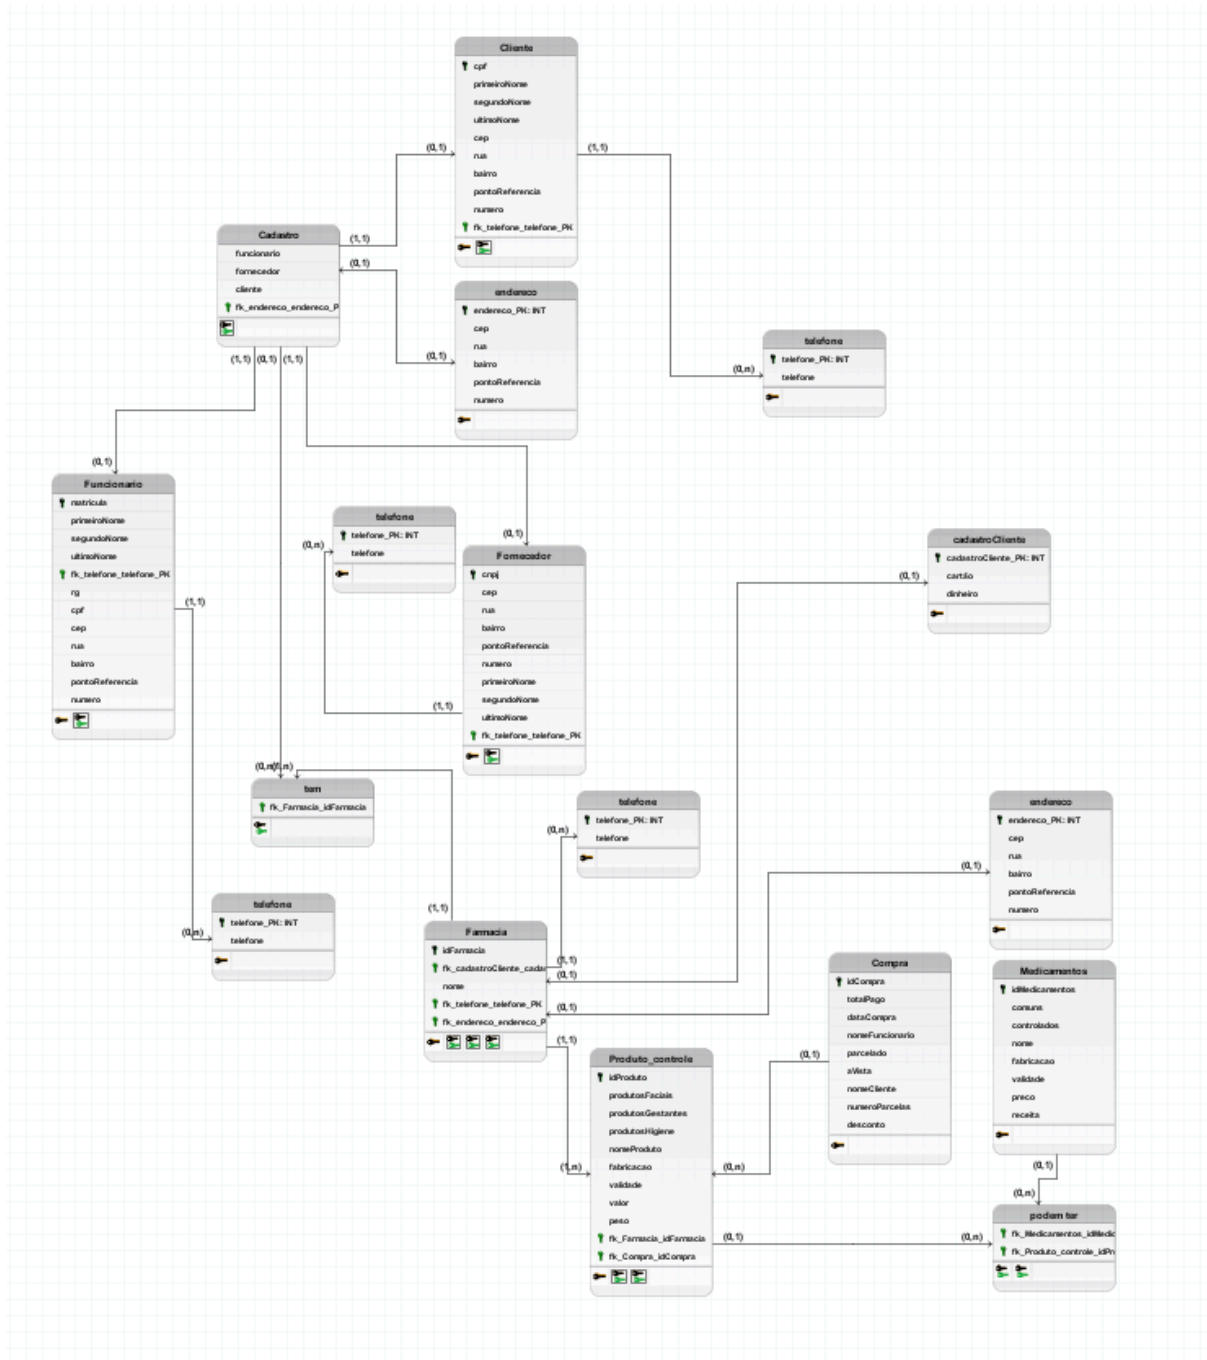 Cliente
cpf
primeiroNome
segundoNome
ultimoNome
cep
rua
bairro
pontoReferencia
numero
fk_telefone_telefone_PK
(0,1)
(1,1)
Cadastro
funcionario
fornecedor
cliente
fk_endereco_endereco_P
(1,1)
(0,1)
(0,1)
(1,1)
(0,1)
(1,1)
endereco
endereco_PK: INT
cep
rua
bairro
pontoReferencia
numero
telefone
telefone_PK: INT
telefone
(0,n)
(0,1)
Funcionario
matricula
primeiroNome
segundoNome
ultimoNome
fk_telefone_telefone_PK
rg
cpf
cep
rua
bairro
pontoReferencia
numero
(1,1)
telefone
telefone_PK: INT
telefone
(0,n)
(0,1)
Fornecedor
cnpj
cep
rua
bairro
pontoReferencia
numero
primeiroNome
segundoNome
ultimoNome
fk_telefone_telefone_PK
(1,1)
cadastroCliente
cadastroCliente_PK: INT
cartão
dinheiro
(0,1)
tem
fk_Farmacia_idFarmacia
telefone
telefone_PK: INT
telefone
(0,n)
endereco
endereco_PK: INT
cep
rua
bairro
pontoReferencia
numero
(0,1)
telefone
telefone_PK: INT
telefone
(0,n)
(1,1)
Farmacia
idFarmacia
fk_cadastroCliente_cadas
nome
fk_telefone_telefone_PK
fk_endereco_endereco_P
(1,1)
(0,1)
(0,1)
(1,1)
Compra
idCompra
totalPago
dataCompra
nomeFuncionario
parcelado
aVista
nomeCliente
numeroParcelas
desconto
(0,1)
Medicamentos
idMedicamentos
comuns
controlados
nome
fabricacao
validade
preco
receita
(0,1)
(0,n)
Produto_controle
idProduto
produtosFaciais
produtosGestantes
produtosHigiene
nomeProduto
fabricacao
validade
valor
peso
fk_Farmacia_idFarmacia
fk_Compra_idCompra
(1,n)
(0,n)
(0,1)
(0,n)
podem ter
fk_Medicamentos_idMedic
fk_Produto_controle_idPr